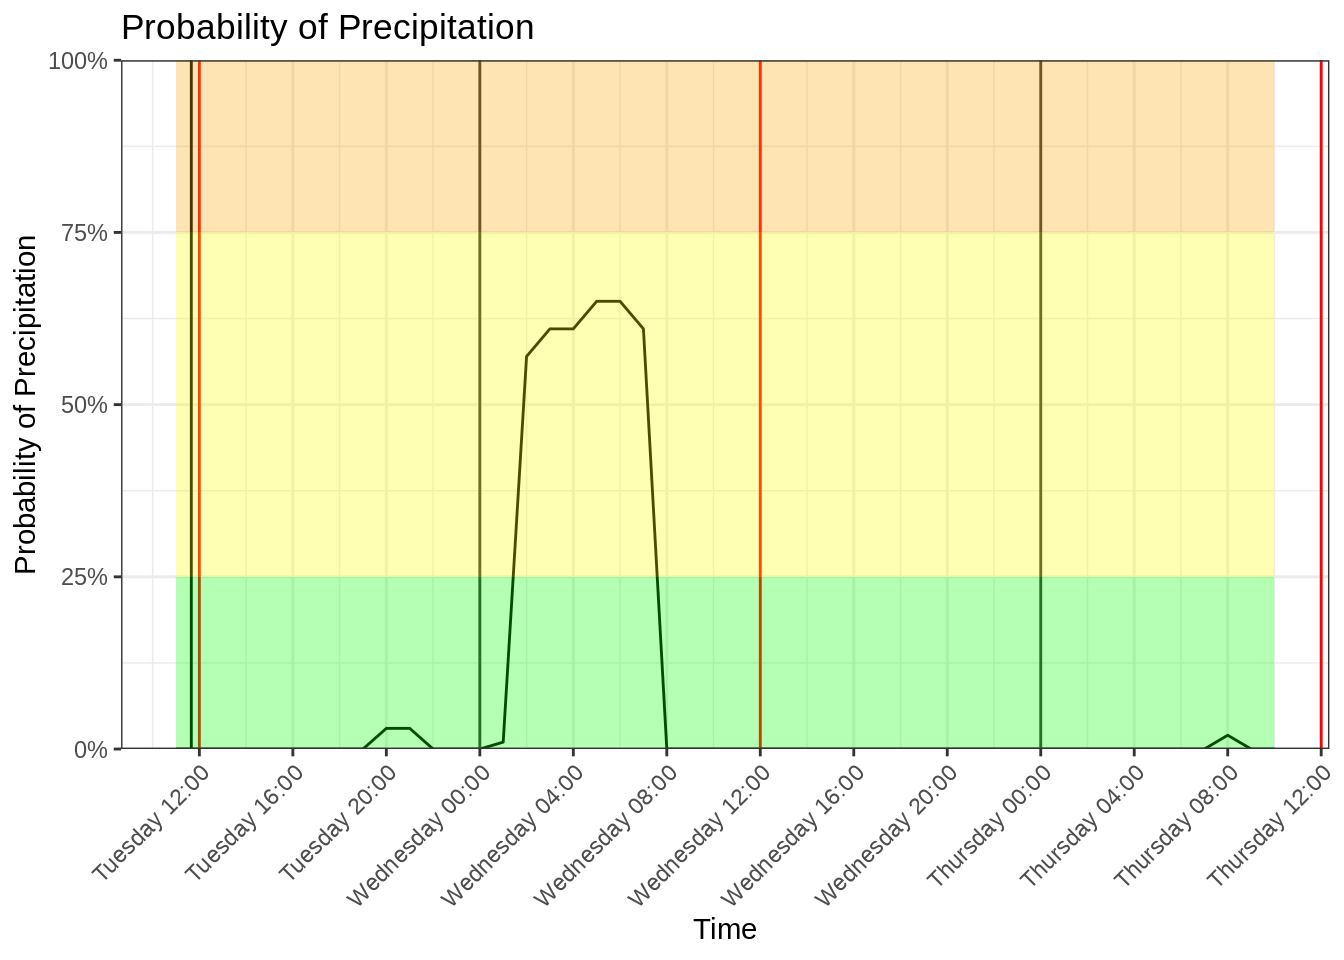 Probability of Precipitation
100%
75%
50%
25%
0%
Probability of Precipitation
Tuesday 12:00
Tuesday 16:00
Tuesday 20:00
Wednesday 00:00
Wednesday 04:00
Wednesday 08:00
Wednesday 12:00
Wednesday 16:00
Wednesday 20:00
Thursday 00:00
Thursday 04:00
Thursday 08:00
Thursday 12:00
Time